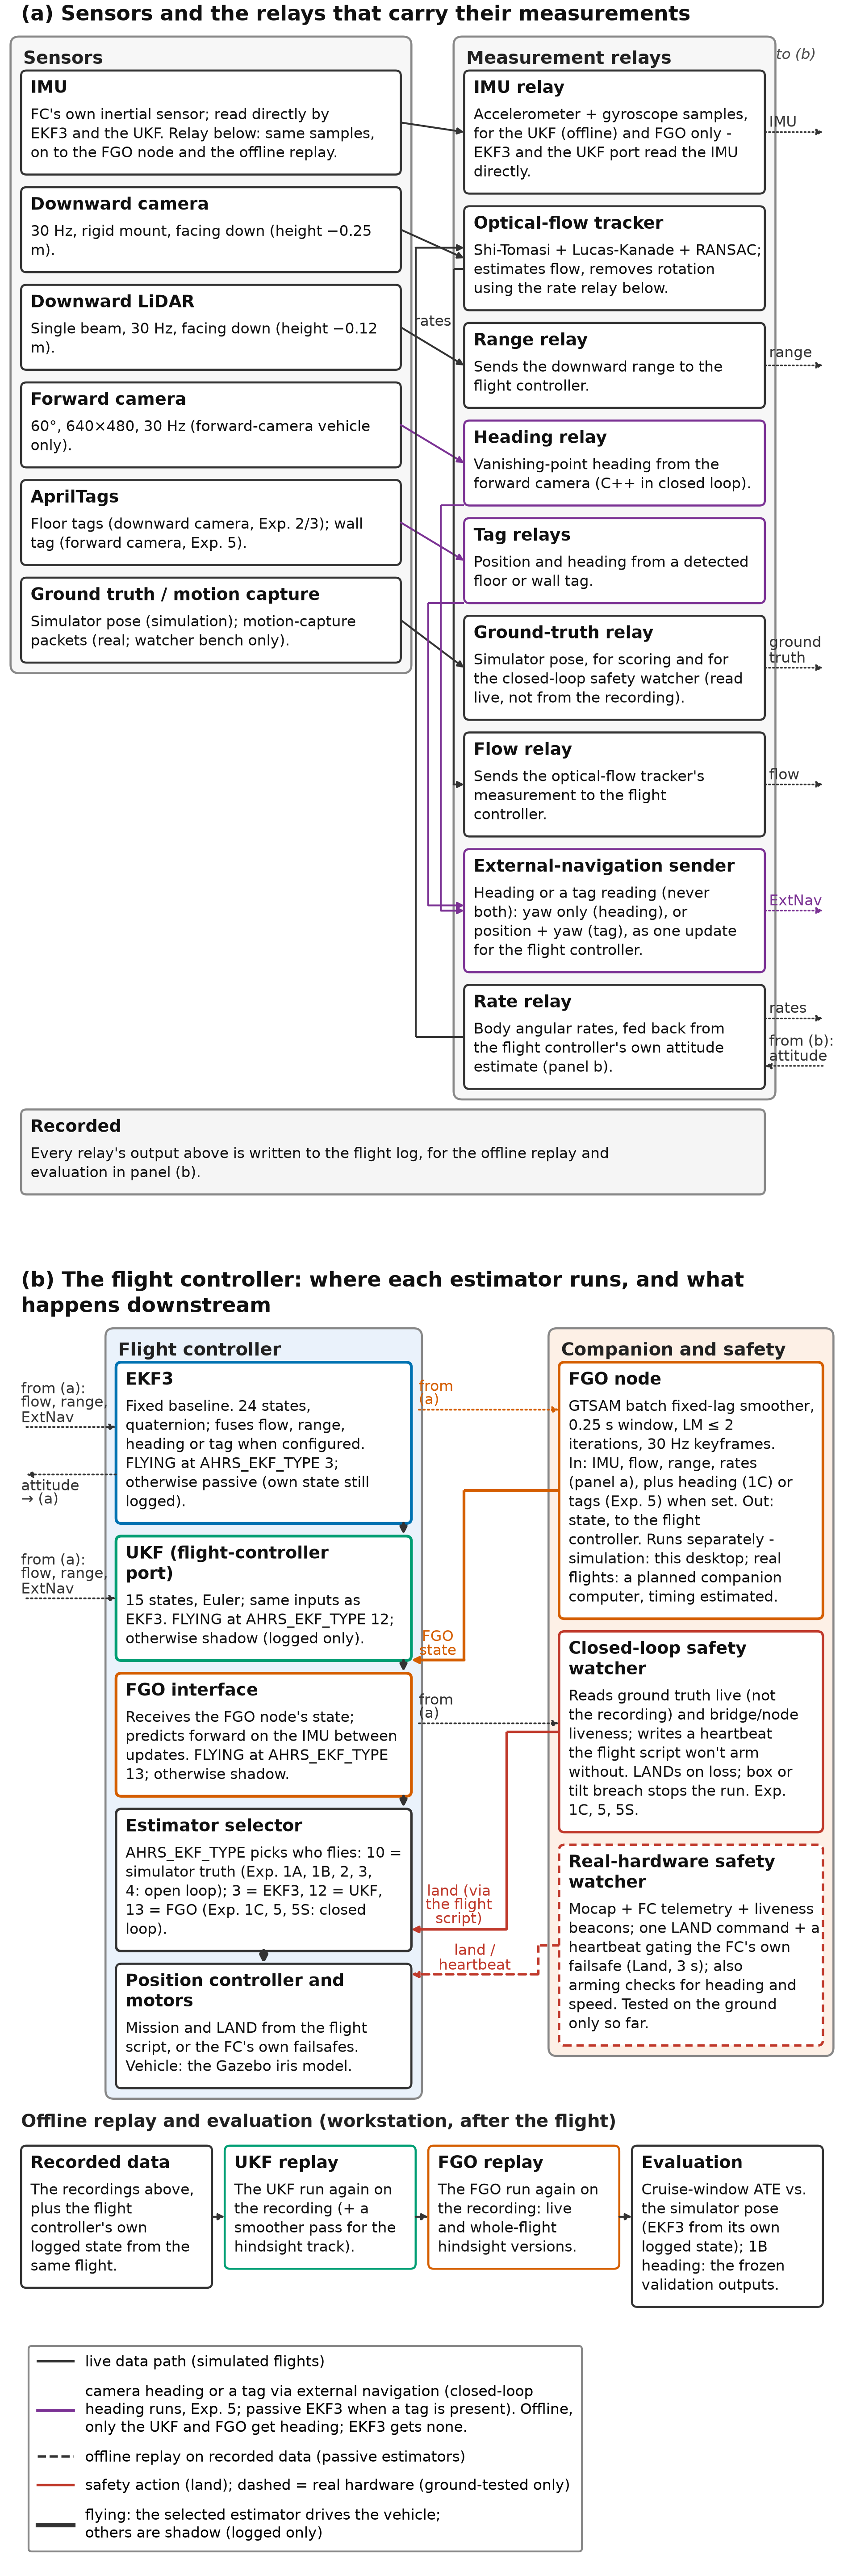 (a) Sensors and the relays that carry their measurements
Sensors
IMU
FC's own inertial sensor; read directly by
EKF3 and the UKF. Relay below: same samples,
on to the FGO node and the offline replay.
Downward camera
30 Hz, rigid mount, facing down (height −0.25
m).
Downward LiDAR
Single beam, 30 Hz, facing down (height −0.12
m).
Forward camera
60°, 640×480, 30 Hz (forward-camera vehicle
only).
AprilTags
Floor tags (downward camera, Exp. 2/3); wall
tag (forward camera, Exp. 5).
Ground truth / motion capture
Simulator pose (simulation); motion-capture
packets (real; watcher bench only).
rates
Measurement relays
to (b)
IMU relay
Accelerometer + gyroscope samples,
for the UKF (offline) and FGO only -
EKF3 and the UKF port read the IMU
directly.
IMU
Optical-flow tracker
Shi-Tomasi + Lucas-Kanade + RANSAC;
estimates flow, removes rotation
using the rate relay below.
Range relay
Sends the downward range to the
flight controller.
range
Heading relay
Vanishing-point heading from the
forward camera (C++ in closed loop).
Tag relays
Position and heading from a detected
floor or wall tag.
Ground-truth relay
Simulator pose, for scoring and for
the closed-loop safety watcher (read
live, not from the recording).
ground
truth
Flow relay
Sends the optical-flow tracker's
measurement to the flight
controller.
flow
External-navigation sender
Heading or a tag reading (never
both): yaw only (heading), or
position + yaw (tag), as one update
for the flight controller.
ExtNav
Rate relay
Body angular rates, fed back from
the flight controller's own attitude
estimate (panel b).
rates
from (b):
attitude
Recorded
Every relay's output above is written to the flight log, for the offline replay and
evaluation in panel (b).
(b) The flight controller: where each estimator runs, and what
happens downstream
Flight controller
from (a):
flow, range,
ExtNav
attitude
→ (a)
from (a):
flow, range,
ExtNav
EKF3
Fixed baseline. 24 states,
quaternion; fuses flow, range,
heading or tag when configured.
FLYING at AHRS_EKF_TYPE 3;
otherwise passive (own state still
logged).
UKF (flight-controller
port)
15 states, Euler; same inputs as
EKF3. FLYING at AHRS_EKF_TYPE 12;
otherwise shadow (logged only).
FGO interface
Receives the FGO node's state;
predicts forward on the IMU between
updates. FLYING at AHRS_EKF_TYPE
13; otherwise shadow.
Estimator selector
AHRS_EKF_TYPE picks who flies: 10 =
simulator truth (Exp. 1A, 1B, 2, 3,
4: open loop); 3 = EKF3, 12 = UKF,
13 = FGO (Exp. 1C, 5, 5S: closed
loop).
Position controller and
motors
Mission and LAND from the flight
script, or the FC's own failsafes.
Vehicle: the Gazebo iris model.
from
(a)
FGO
state
from
(a)
land (via
the flight
script)
land /
heartbeat
Companion and safety
FGO node
GTSAM batch fixed-lag smoother,
0.25 s window, LM ≤ 2
iterations, 30 Hz keyframes.
In: IMU, flow, range, rates
(panel a), plus heading (1C) or
tags (Exp. 5) when set. Out:
state, to the flight
controller. Runs separately -
simulation: this desktop; real
flights: a planned companion
computer, timing estimated.
Closed-loop safety
watcher
Reads ground truth live (not
the recording) and bridge/node
liveness; writes a heartbeat
the flight script won't arm
without. LANDs on loss; box or
tilt breach stops the run. Exp.
1C, 5, 5S.
Real-hardware safety
watcher
Mocap + FC telemetry + liveness
beacons; one LAND command + a
heartbeat gating the FC's own
failsafe (Land, 3 s); also
arming checks for heading and
speed. Tested on the ground
only so far.
Offline replay and evaluation (workstation, after the flight)
Recorded data
The recordings above,
plus the flight
controller's own
logged state from the
same flight.
UKF replay
The UKF run again on
the recording (+ a
smoother pass for the
hindsight track).
FGO replay
The FGO run again on
the recording: live
and whole-flight
hindsight versions.
Evaluation
Cruise-window ATE vs.
the simulator pose
(EKF3 from its own
logged state); 1B
heading: the frozen
validation outputs.
live data path (simulated flights)
camera heading or a tag via external navigation (closed-loop
heading runs, Exp. 5; passive EKF3 when a tag is present). Offline,
only the UKF and FGO get heading; EKF3 gets none.
offline replay on recorded data (passive estimators)
safety action (land); dashed = real hardware (ground-tested only)
flying: the selected estimator drives the vehicle;
others are shadow (logged only)